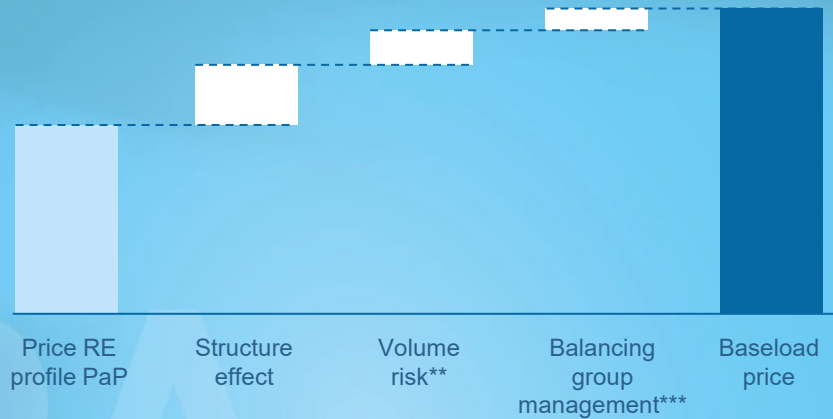 Price RE
profile PaP
Structure
effect
Volume
risk**
Balancing
group
management***
Baseload
price